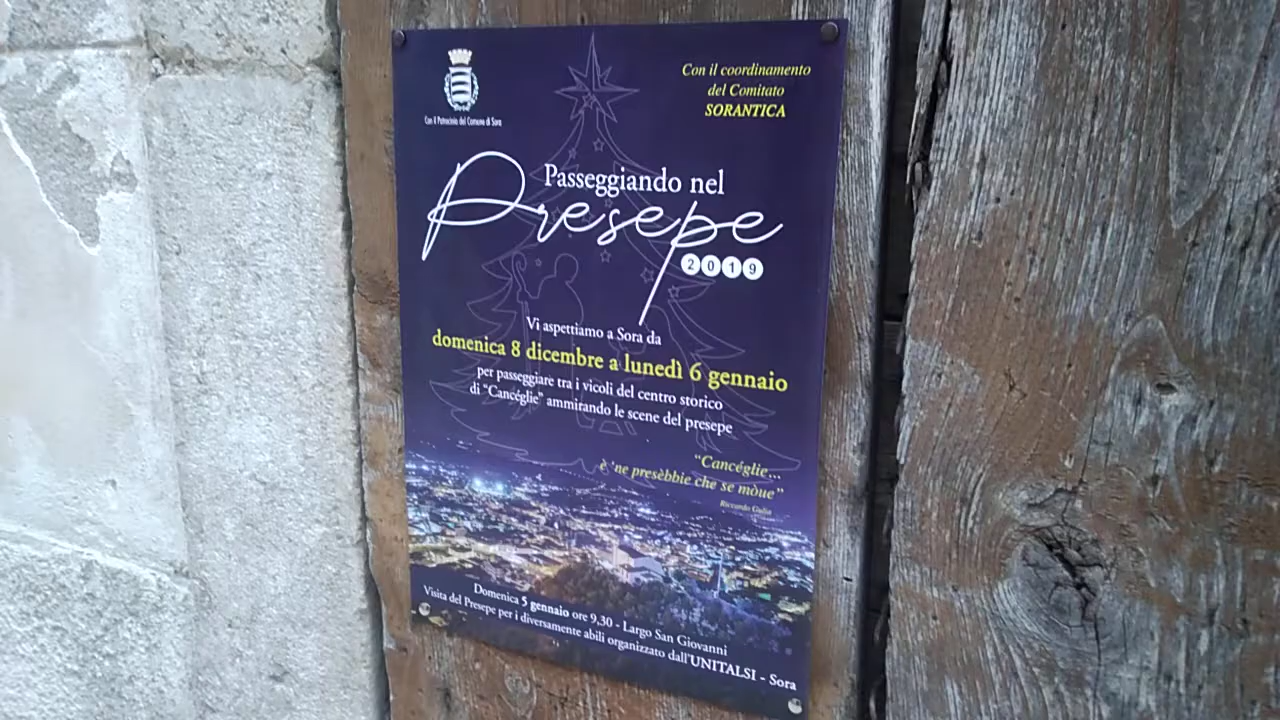 Con il Patrocinio del Comune di Sora
Con il coordinamento
del Comitato
SORANTICA
Passeggiando nel
Presepe
2019
Vi aspettiamo a Sora da
domenica 8 dicembre a lunedì 6 gennaio
per passeggiare tra i vicoli del centro storico
di "Cancéglie" ammirando le scene del presepe
"Cancéglie...
è 'ne presèbbie che se mòue"
Riccardo Gulia
Domenica 5 gennaio ore 9,30 - Largo San Giovanni
Visita del Presepe per i diversamente abili organizzato dall'UNITALSI - Sora